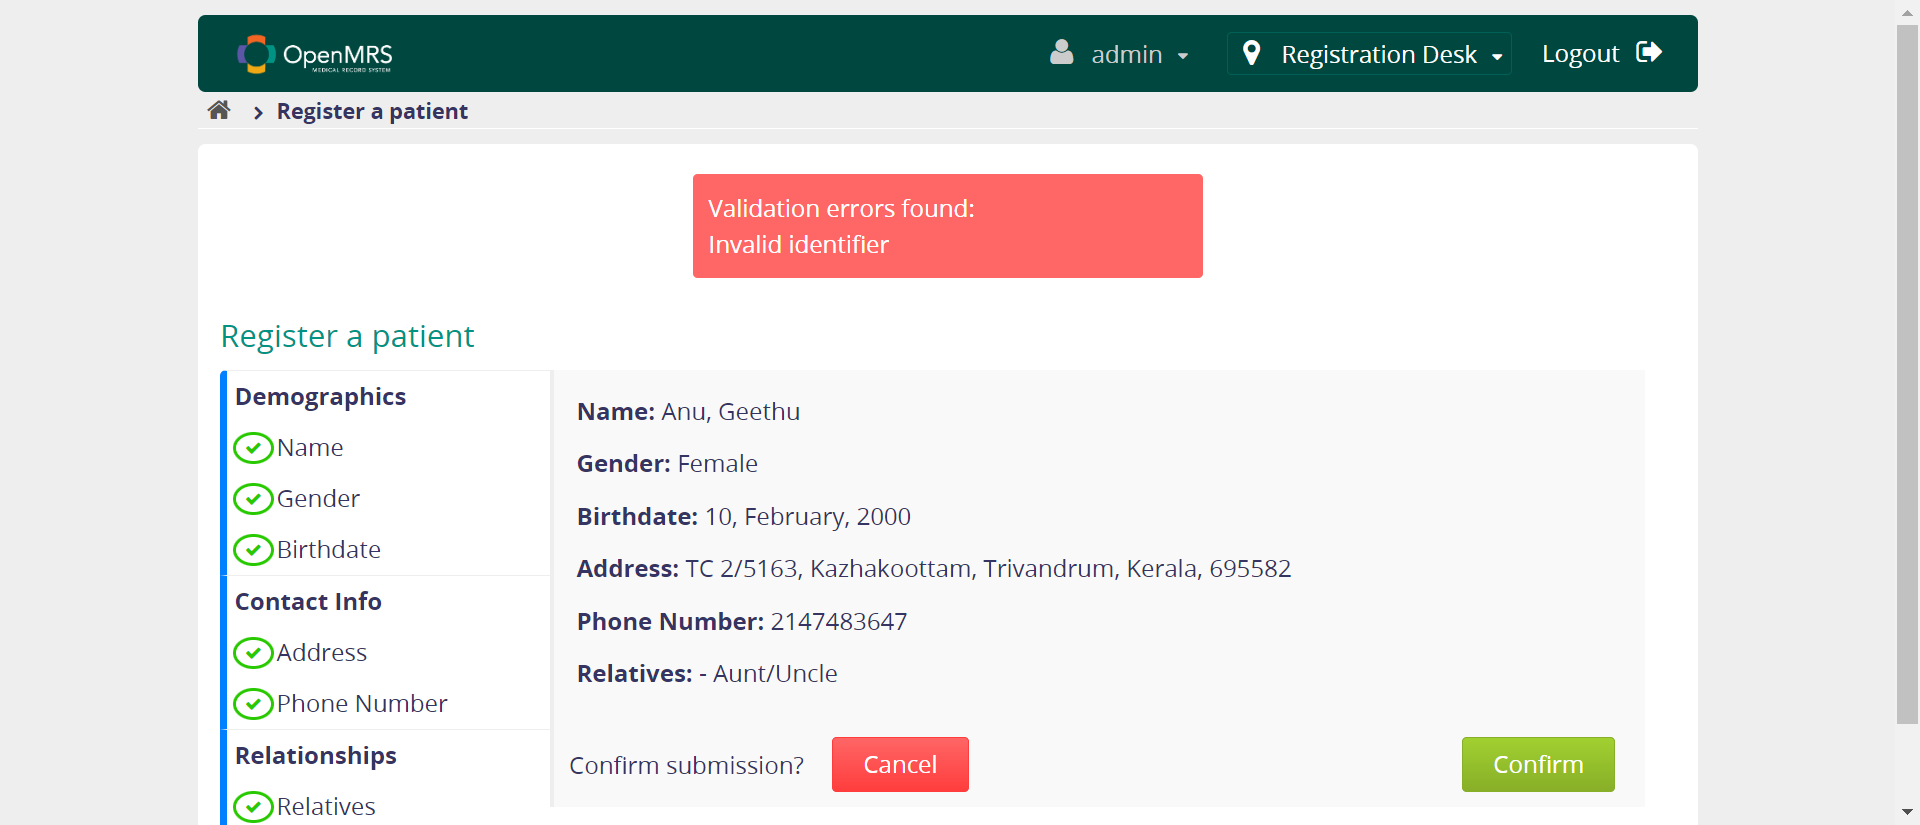 OpenMRS
MEDICAL RECORD SYSTEM
admin
Registration Desk
Logout
Register a patient
Validation errors found:
Invalid identifier
Register a patient
Demographics
Name
Gender
Birthdate
Contact Info
Address
Phone Number
Relationships
Relatives
Name: Anu, Geethu
Gender: Female
Birthdate: 10, February, 2000
Address: TC 2/5163, Kazhakoottam, Trivandrum, Kerala, 695582
Phone Number: 2147483647
Relatives: - Aunt/Uncle
Confirm submission?
Cancel
Confirm